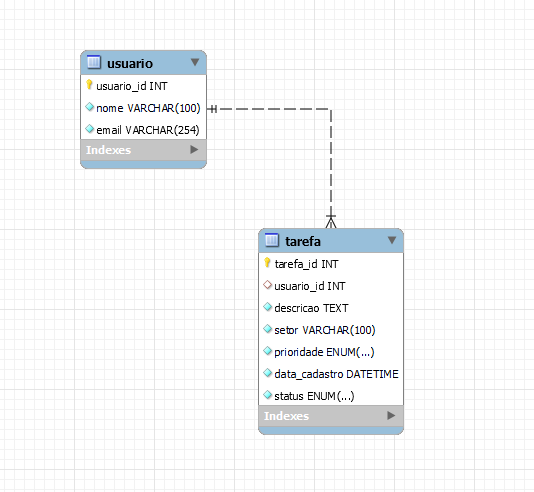 usuario
usuario_id INT
nome VARCHAR(100)
email VARCHAR(254)
Indexes
tarefa
tarefa_id INT
usuario_id INT
descricao TEXT
setor VARCHAR(100)
prioridade ENUM(...)
data_cadastro DATETIME
status ENUM(...)
Indexes